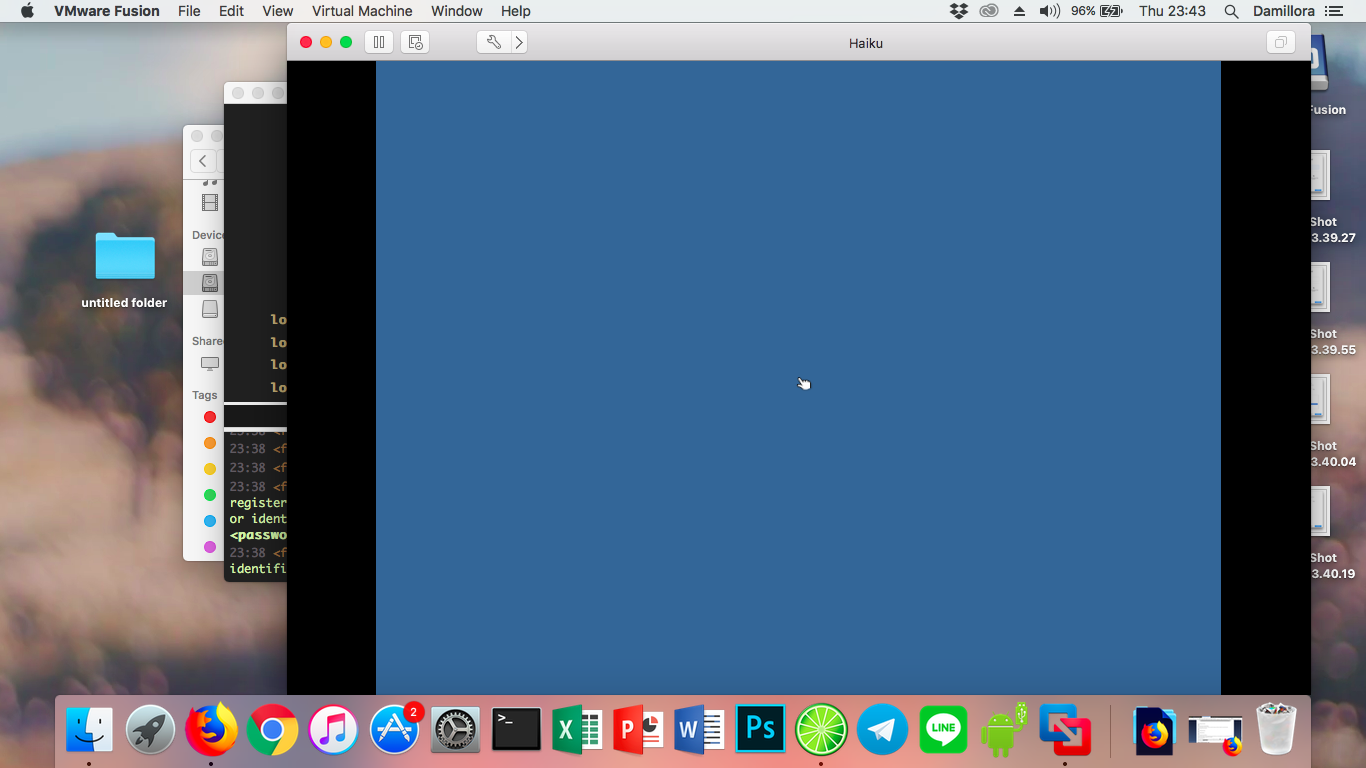 VMware Fusion File Edit View Virtual Machine Window Help 96% Thu 23:43 Damillora
Haiku
Fusion
untitled folder
Device
Share
Tags
lo
lo
lo
lo
23:38 <f
23:38 <f
23:38 <f
23:38 <f
register
or ident
<passwo
23:38 <f
identifi
Shot
3.39.27
Shot
3.39.55
Shot
3.40.04
Shot
3.40.19
2
>_
X
P
W
Ps
LINE